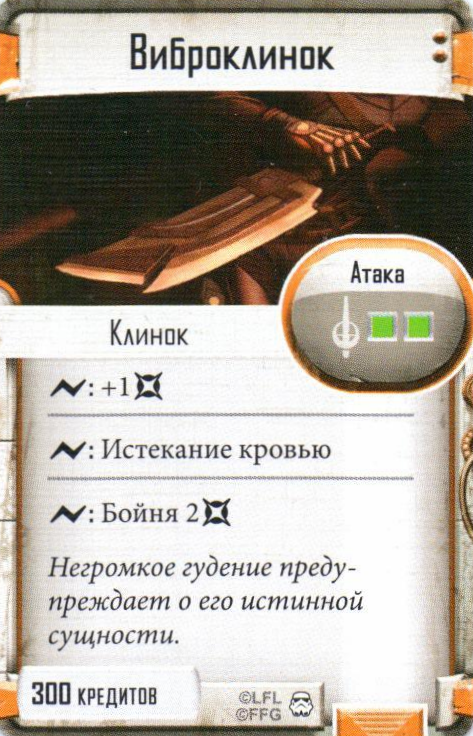 Виброклинок
Атака
Клинок
: +1
: Истекание кровью
: Бойня 2
Негромкое гудение преду-
преждает о его истинной
сущности.
300 кредитов
©LFL
©FFG